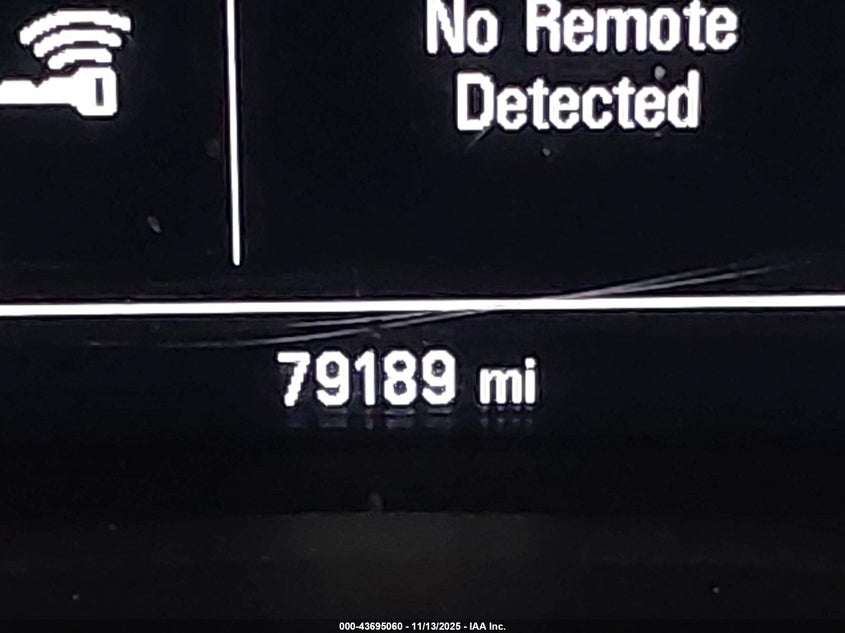 No Remote
Detected
79189 mi
000-43695060 - 11/13/2025 - IAA Inc.